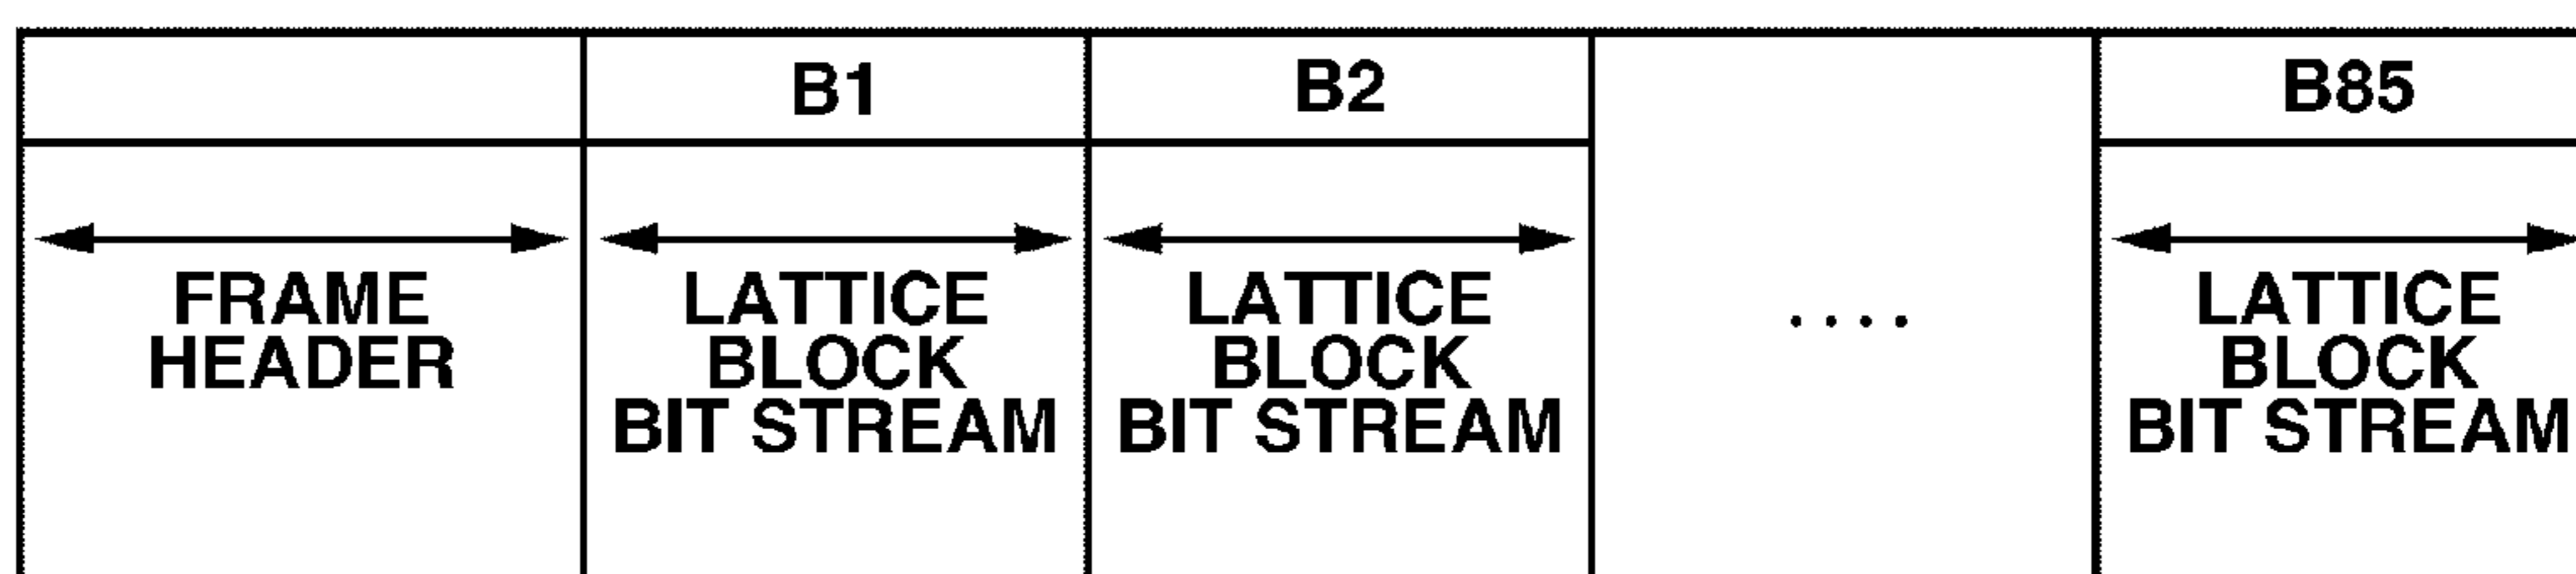 B1
B2
B85
FRAME
HEADER
LATTICE
BLOCK
BIT STREAM
LATTICE
BLOCK
BIT STREAM
....
LATTICE
BLOCK
BIT STREAM